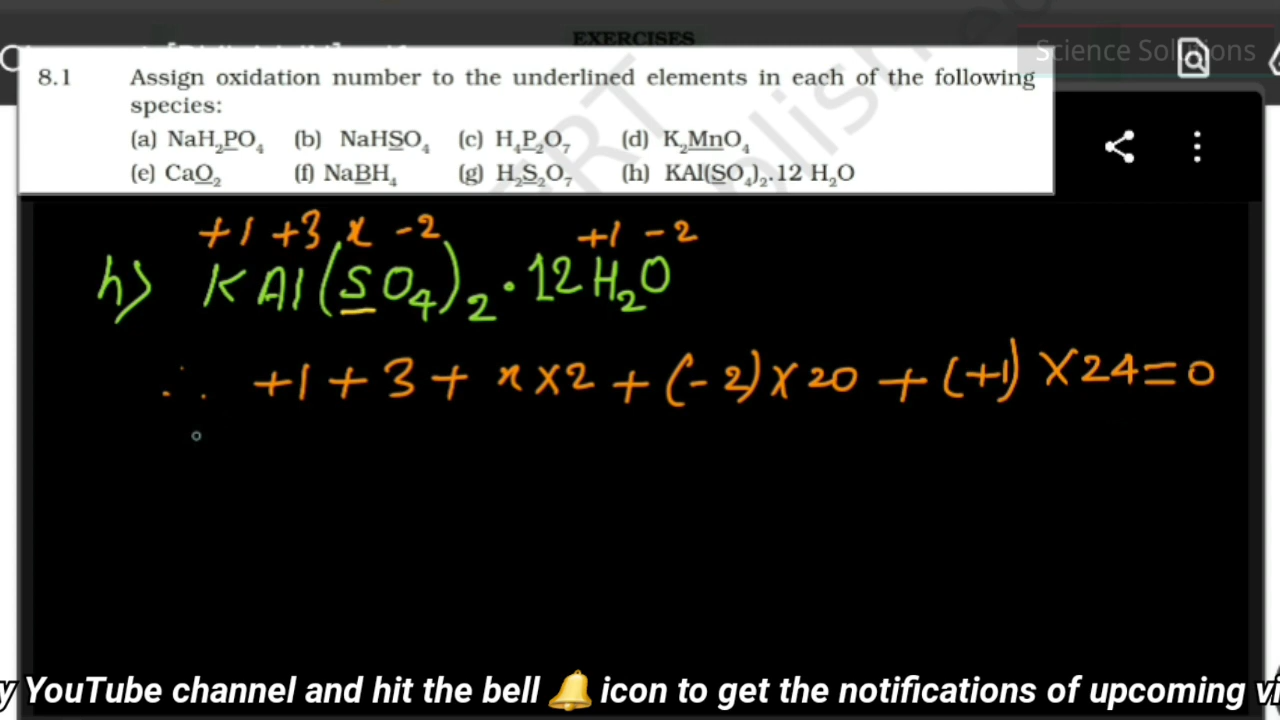 EXERCISES
Science Solutions
8.1 Assign oxidation number to the underlined elements in each of the following
species:
(a) NaH₂PO₄ (b) NaHSO₄ (c) H₄P₂O₇ (d) K₂MnO₄
(e) CaO₂ (f) NaBH₄ (g) H₂S₂O₇ (h) KAl(SO₄)₂.12 H₂O
+1 +3 x -2 +1 -2
h) KAl(SO₄)₂·12H₂O
∴ +1+3+x×2+(-2)×20+(+1)×24=0
y YouTube channel and hit the bell 🔔 icon to get the notifications of upcoming vi